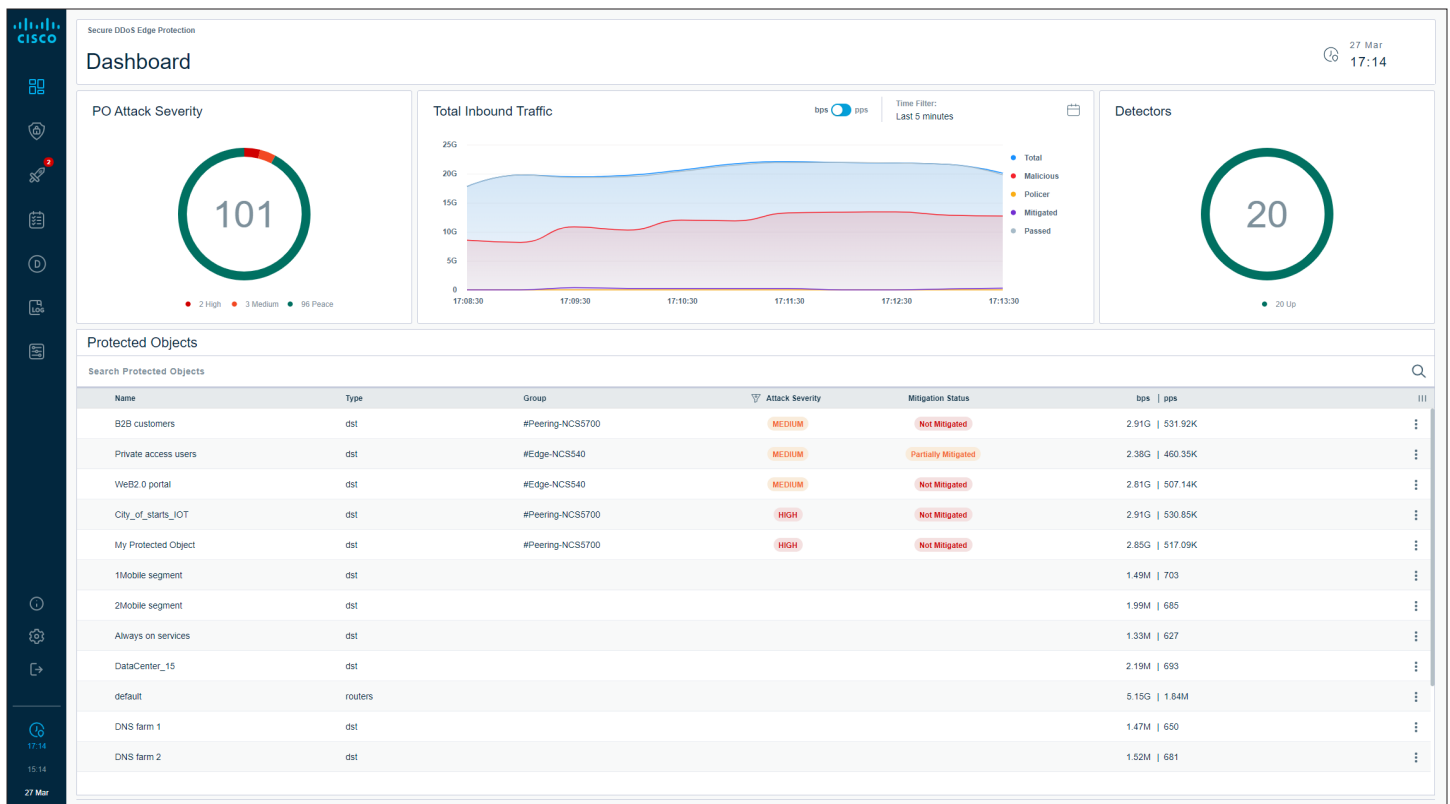 CISCO
Secure DDoS Edge Protection
Dashboard
27 Mar
17:14
2
LOG
D
17:14
15:14
27 Mar
PO Attack Severity
101
2 High 3 Medium 96 Peace
Total Inbound Traffic
bps pps
Time Filter:
Last 5 minutes
25G
20G
15G
10G
5G
0
17:08:30 17:09:30 17:10:30 17:11:30 17:12:30 17:13:30
Total
Malicious
Policer
Mitigated
Passed
Detectors
20
20 Up
Protected Objects
Search Protected Objects
Name Type Group Attack Severity Mitigation Status bps | pps
B2B customers dst #Peering-NCS5700 MEDIUM Not Mitigated 2.91G | 531.92K
Private access users dst #Edge-NCS540 MEDIUM Partially Mitigated 2.38G | 460.35K
WeB2.0 portal dst #Edge-NCS540 MEDIUM Not Mitigated 2.81G | 507.14K
City_of_starts_IOT dst #Peering-NCS5700 HIGH Not Mitigated 2.91G | 530.85K
My Protected Object dst #Peering-NCS5700 HIGH Not Mitigated 2.85G | 517.09K
1Mobile segment dst 1.49M | 703
2Mobile segment dst 1.99M | 685
Always on services dst 1.33M | 627
DataCenter_15 dst 2.19M | 693
default routers 5.15G | 1.84M
DNS farm 1 dst 1.47M | 650
DNS farm 2 dst 1.52M | 681